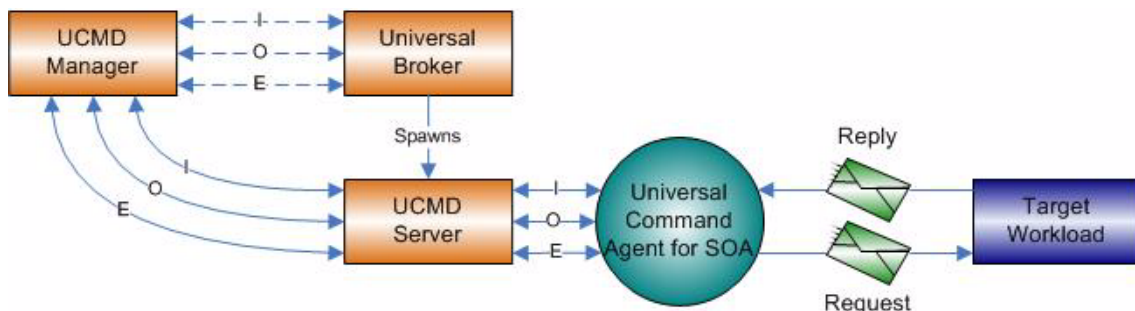 UCMD
Manager
I
O
E
Universal
Broker
Spawns
I
O
E
UCMD
Server
I
O
E
Universal
Command
Agent for SOA
Reply
Request
Target
Workload